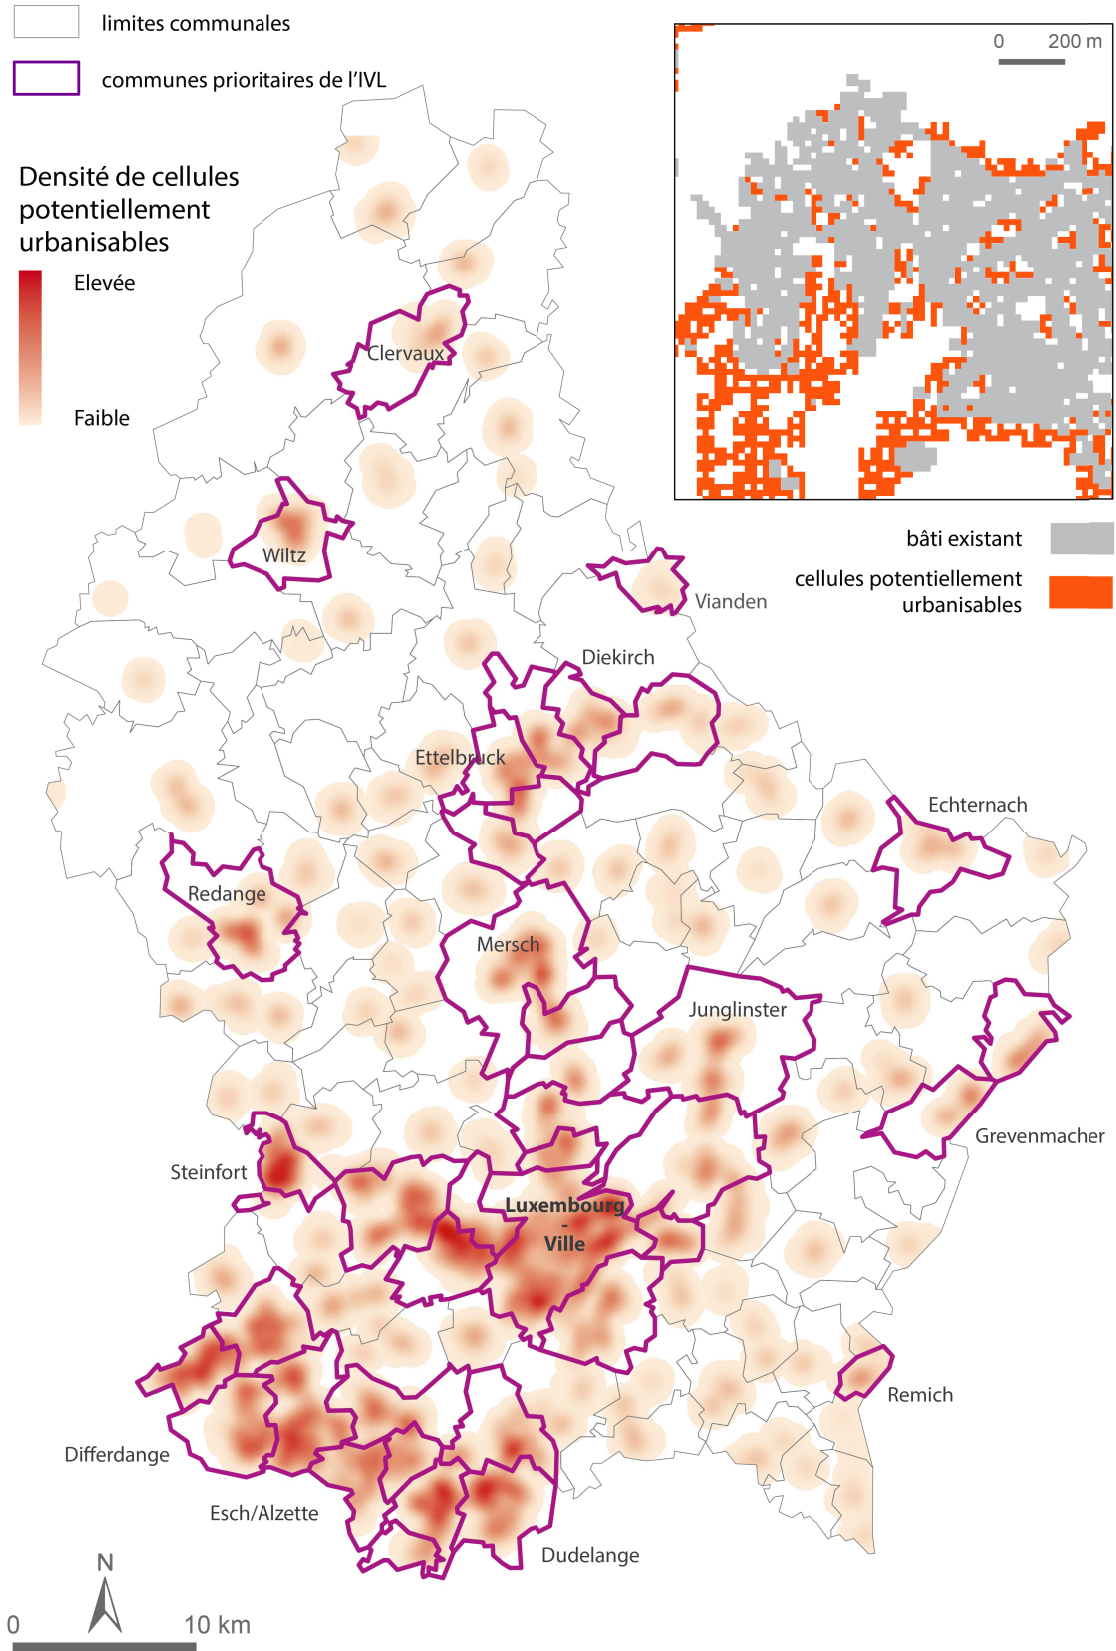 limites communales
communes prioritaires de l'IVL
Densité de cellules
potentiellement
urbanisables
Elevée
Faible
0 200 m
bâti existant
cellules potentiellement
urbanisables
Clervaux
Wiltz
Vianden
Diekirch
Ettelbruck
Echternach
Redange
Mersch
Junglinster
Grevenmacher
Steinfort
Luxembourg
-
Ville
Remich
Differdange
Esch/Alzette
Dudelange
N
0 10 km